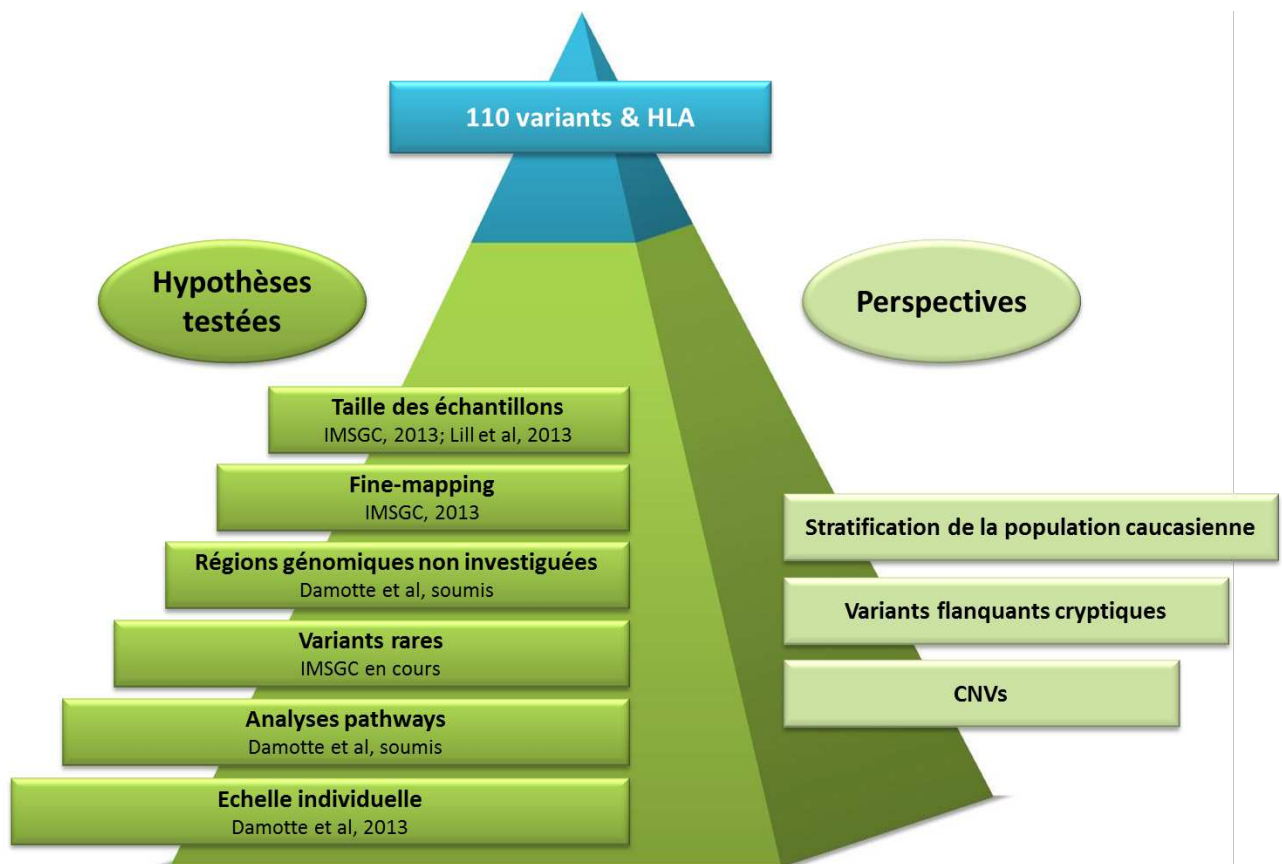 110 variants & HLA
Hypothèses
testées
Taille des échantillons
IMSGC, 2013; Lill et al, 2013
Fine-mapping
IMSGC, 2013
Régions génomiques non investiguées
Damotte et al, soumis
Variants rares
IMSGC en cours
Analyses pathways
Damotte et al, soumis
Echelle individuelle
Damotte et al, 2013
Perspectives
Stratification de la population caucasienne
Variants flanquants cryptiques
CNVs